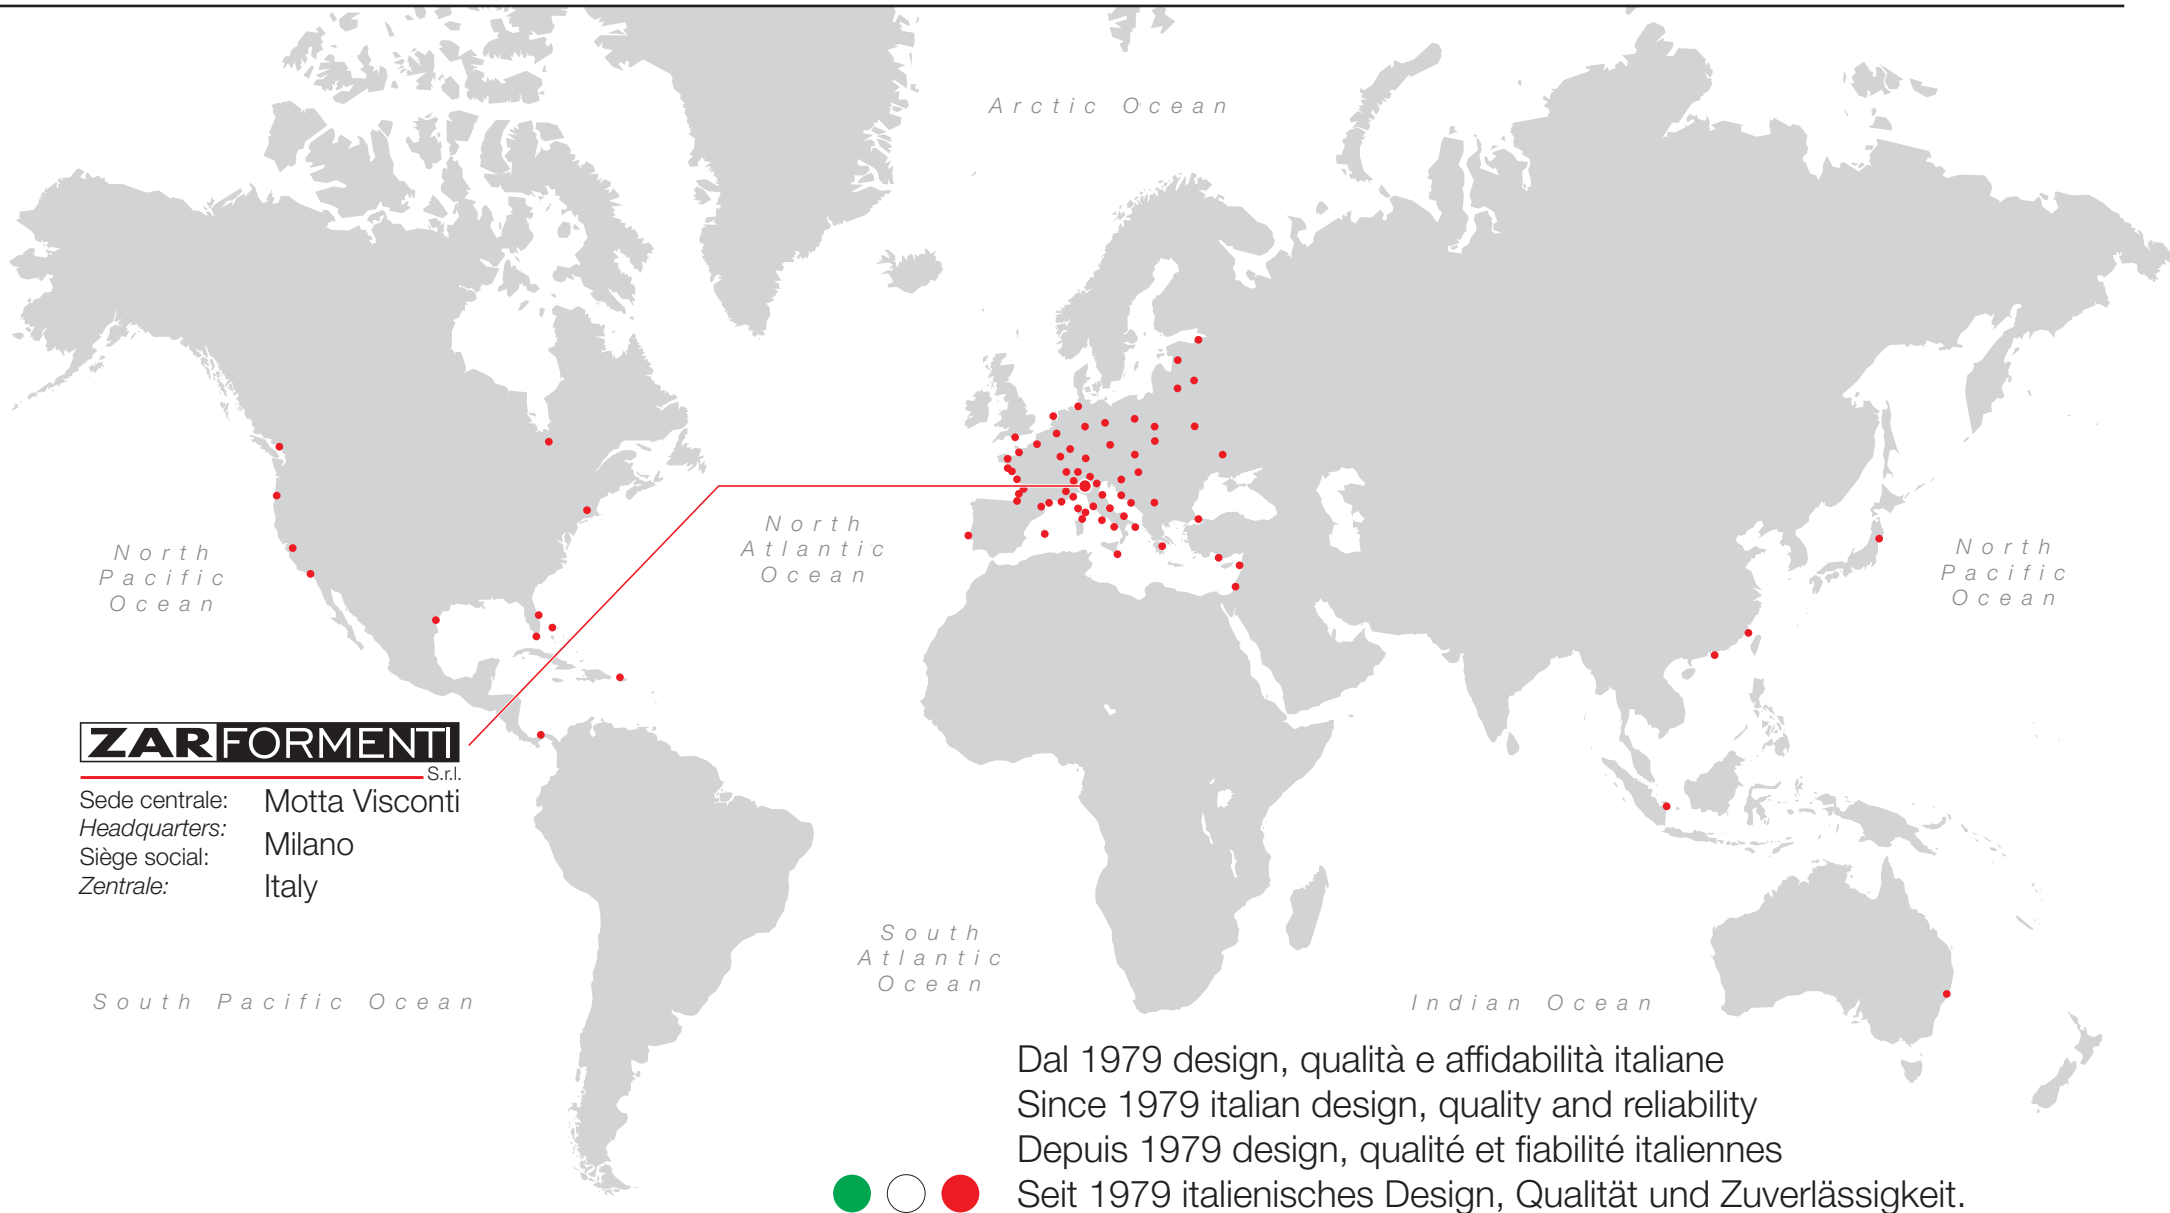 Arctic Ocean
North
Atlantic
Ocean
North
Pacific
Ocean
North
Pacific
Ocean
ZARFORMENTI
S.r.l.
Sede centrale:
Headquarters:
Siège social:
Zentrale:
Motta Visconti
Milano
Italy
South
Atlantic
Ocean
South Pacific Ocean
Indian Ocean
Dal 1979 design, qualità e affidabilità italiane
Since 1979 italian design, quality and reliability
Depuis 1979 design, qualité et fiabilité italiennes
Seit 1979 italienisches Design, Qualität und Zuverlässigkeit.